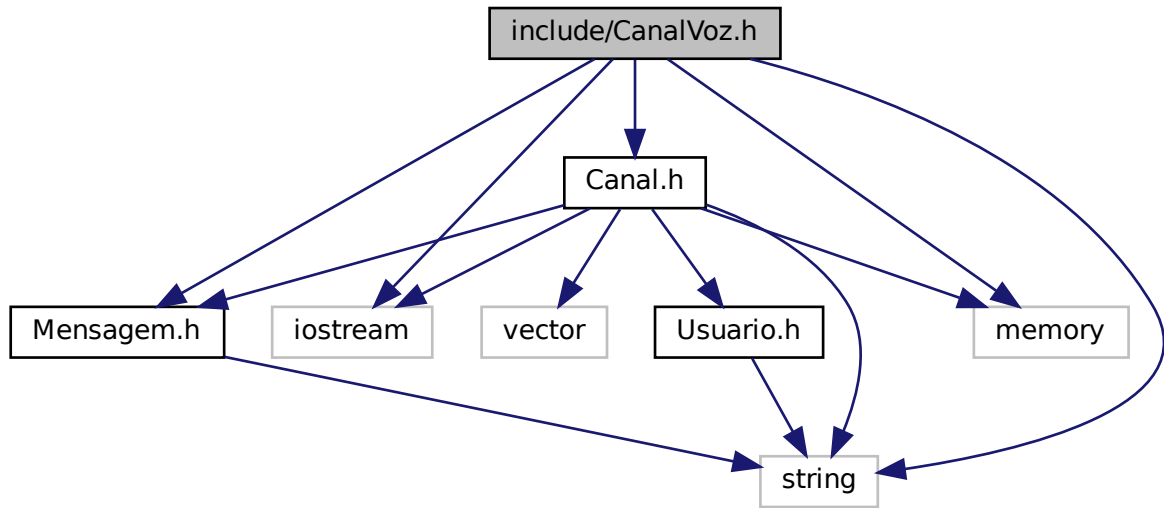 include/CanalVoz.h
Canal.h
Mensagem.h
iostream
vector
Usuario.h
memory
string